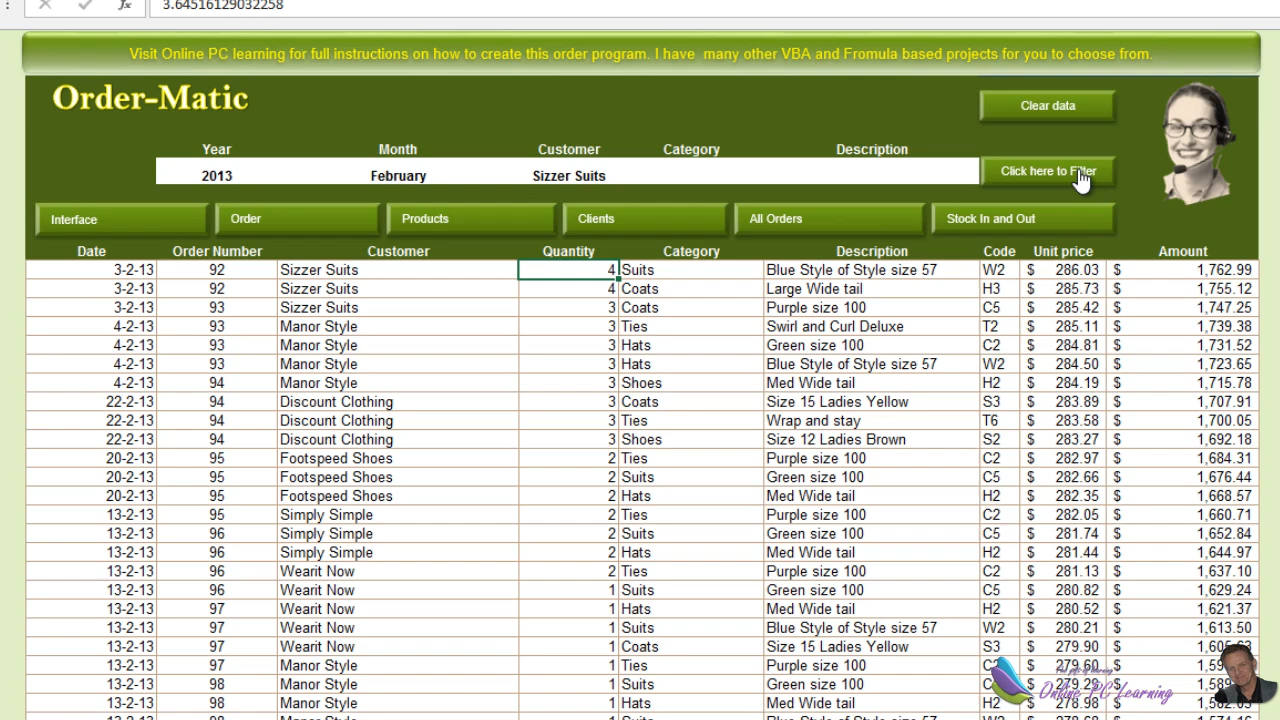 fx 3.64516129032258
Visit Online PC learning for full instructions on how to create this order program. I have many other VBA and Fromula based projects for you to choose from.
Order-Matic
Clear data
Year Month Customer Category Description
2013 February Sizzer Suits
Click here to Filter
Interface Order Products Clients All Orders Stock In and Out
Date Order Number Customer Quantity Category Description Code Unit price Amount
3-2-13 92 Sizzer Suits 4 Suits Blue Style of Style size 57 W2 $ 286.03 $ 1,762.99
3-2-13 92 Sizzer Suits 4 Coats Large Wide tail H3 $ 285.73 $ 1,755.12
3-2-13 93 Sizzer Suits 3 Coats Purple size 100 C5 $ 285.42 $ 1,747.25
4-2-13 93 Manor Style 3 Ties Swirl and Curl Deluxe T2 $ 285.11 $ 1,739.38
4-2-13 93 Manor Style 3 Hats Green size 100 C2 $ 284.81 $ 1,731.52
4-2-13 93 Manor Style 3 Hats Blue Style of Style size 57 W2 $ 284.50 $ 1,723.65
4-2-13 94 Manor Style 3 Shoes Med Wide tail H2 $ 284.19 $ 1,715.78
22-2-13 94 Discount Clothing 3 Coats Size 15 Ladies Yellow S3 $ 283.89 $ 1,707.91
22-2-13 94 Discount Clothing 3 Ties Wrap and stay T6 $ 283.58 $ 1,700.05
22-2-13 94 Discount Clothing 3 Shoes Size 12 Ladies Brown S2 $ 283.27 $ 1,692.18
20-2-13 95 Footspeed Shoes 2 Ties Purple size 100 C2 $ 282.97 $ 1,684.31
20-2-13 95 Footspeed Shoes 2 Suits Green size 100 C5 $ 282.66 $ 1,676.44
20-2-13 95 Footspeed Shoes 2 Hats Med Wide tail H2 $ 282.35 $ 1,668.57
13-2-13 95 Simply Simple 2 Ties Purple size 100 C2 $ 282.05 $ 1,660.71
13-2-13 96 Simply Simple 2 Suits Green size 100 C5 $ 281.74 $ 1,652.84
13-2-13 96 Simply Simple 2 Hats Med Wide tail H2 $ 281.44 $ 1,644.97
13-2-13 96 Wearit Now 2 Ties Purple size 100 C2 $ 281.13 $ 1,637.10
13-2-13 96 Wearit Now 1 Suits Green size 100 C5 $ 280.82 $ 1,629.24
13-2-13 97 Wearit Now 1 Hats Med Wide tail H2 $ 280.52 $ 1,621.37
13-2-13 97 Wearit Now 1 Suits Blue Style of Style size 57 W2 $ 280.21 $ 1,613.50
13-2-13 97 Wearit Now 1 Coats Size 15 Ladies Yellow S3 $ 279.90 $
13-2-13 97 Manor Style 1 Ties Purple size 100 $ 279.60 $
13-2-13 98 Manor Style 1 Suits Green size 100 279.29 $
13-2-13 98 Manor Style 1 Hats Med Wide tail 278.98 $
Online PC Learning